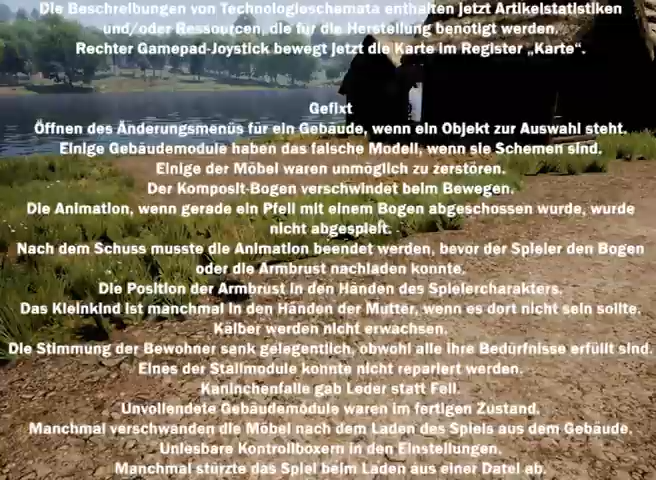 Die Beschreibungen von Technologieschemata enthalten jetzt Artikelstatistiken
und/oder Ressourcen, die für die Herstellung benötigt werden.
Rechter Gamepad-Joystick bewegt jetzt die Karte im Register „Karte“.
Gefixt
Öffnen des Änderungsmenüs für ein Gebäude, wenn ein Objekt zur Auswahl steht.
Einige Gebäudemodule haben das falsche Modell, wenn sie Schemen sind.
Einige der Möbel waren unmöglich zu zerstören.
Der Komposit-Bogen verschwindet beim Bewegen.
Die Animation, wenn gerade ein Pfeil mit einem Bogen abgeschossen wurde, wurde
nicht abgespielt.
Nach dem Schuss musste die Animation beendet werden, bevor der Spieler den Bogen
oder die Armbrust nachladen konnte.
Die Position der Armbrust in den Händen des Spielercharakters.
Das Kleinkind ist manchmal in den Händen der Mutter, wenn es dort nicht sein sollte.
Kälber werden nicht erwachsen.
Die Stimmung der Bewohner sank gelegentlich, obwohl alle ihre Bedürfnisse erfüllt sind.
Eines der Stallmodule konnte nicht repariert werden.
Kaninchenfalle gab Leder statt Fell.
Unvollendete Gebäudemodule waren im fertigen Zustand.
Manchmal verschwanden die Möbel nach dem Laden des Spiels aus dem Gebäude.
Unlesbare Kontrollboxern in den Einstellungen.
Manchmal stürzte das Spiel beim Laden aus einer Datei ab.